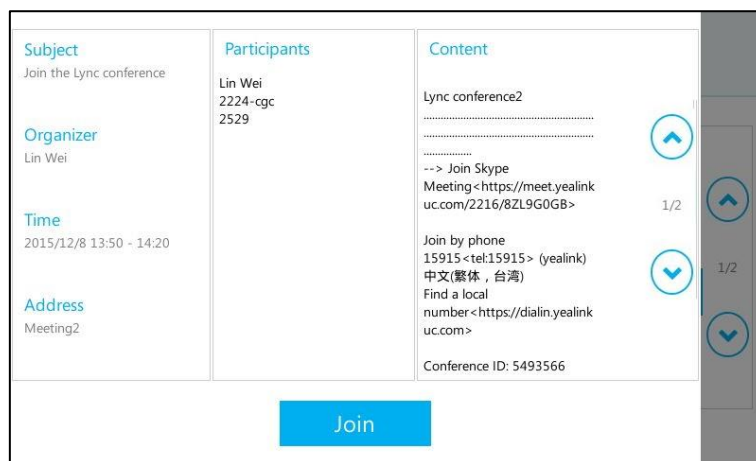 Subject
Join the Lync conference
Organizer
Lin Wei
Time
2015/12/8 13:50 - 14:20
Address
Meeting2
Participants
Lin Wei
2224-cgc
2529
Content
Lync conference2
............................................................
............................................................
.................
--> Join Skype
Meeting<https://meet.yealink
uc.com/2216/8ZL9G0GB>
Join by phone
15915<tel:15915> (yealink)
中文(繁体，台湾)
Find a local
number<https://dialin.yealink
uc.com>
Conference ID: 5493566
1/2
1/2
Join